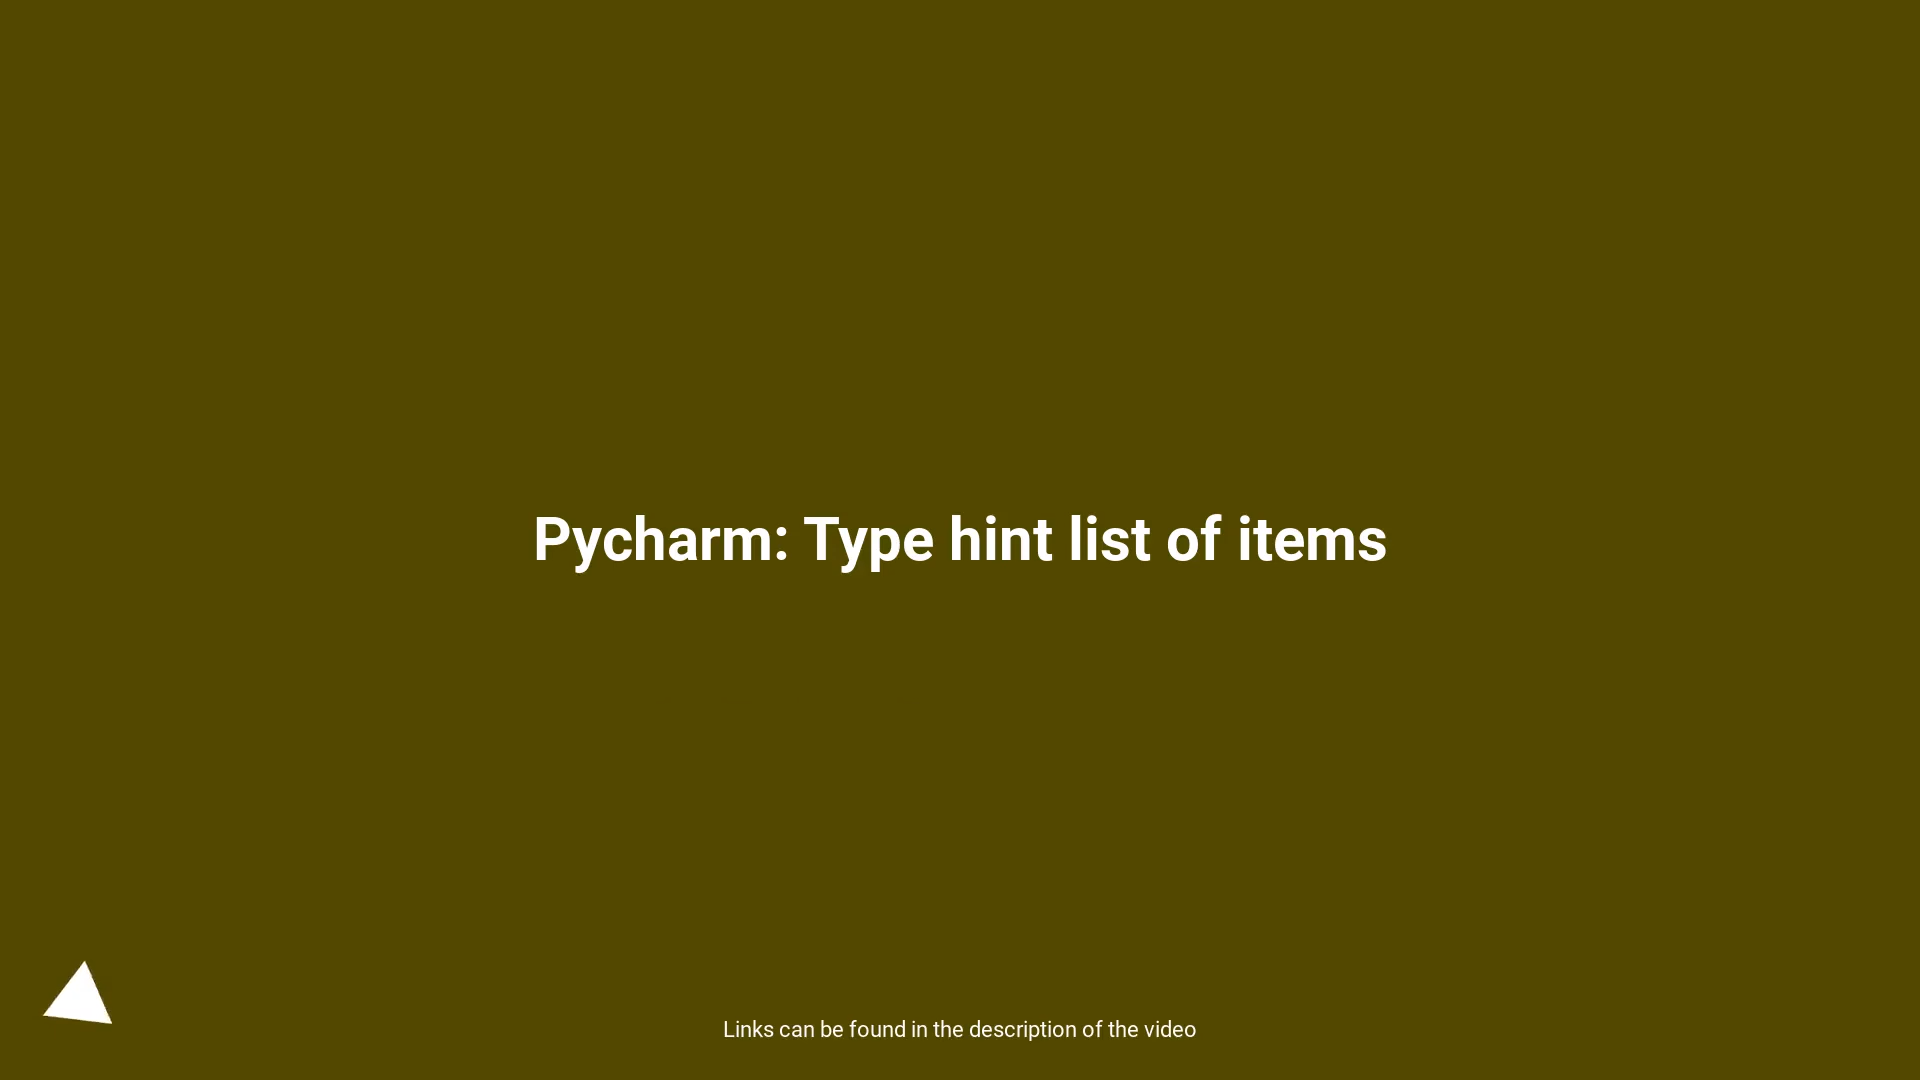 Pycharm: Type hint list of items
Links can be found in the description of the video